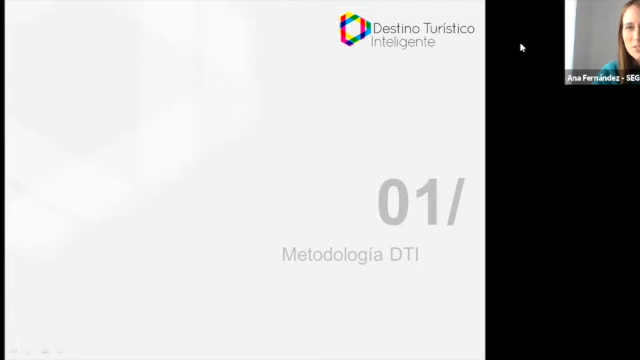 Destino Turístico
Inteligente
Ana Fernández - SEG
01/
Metodología DTI